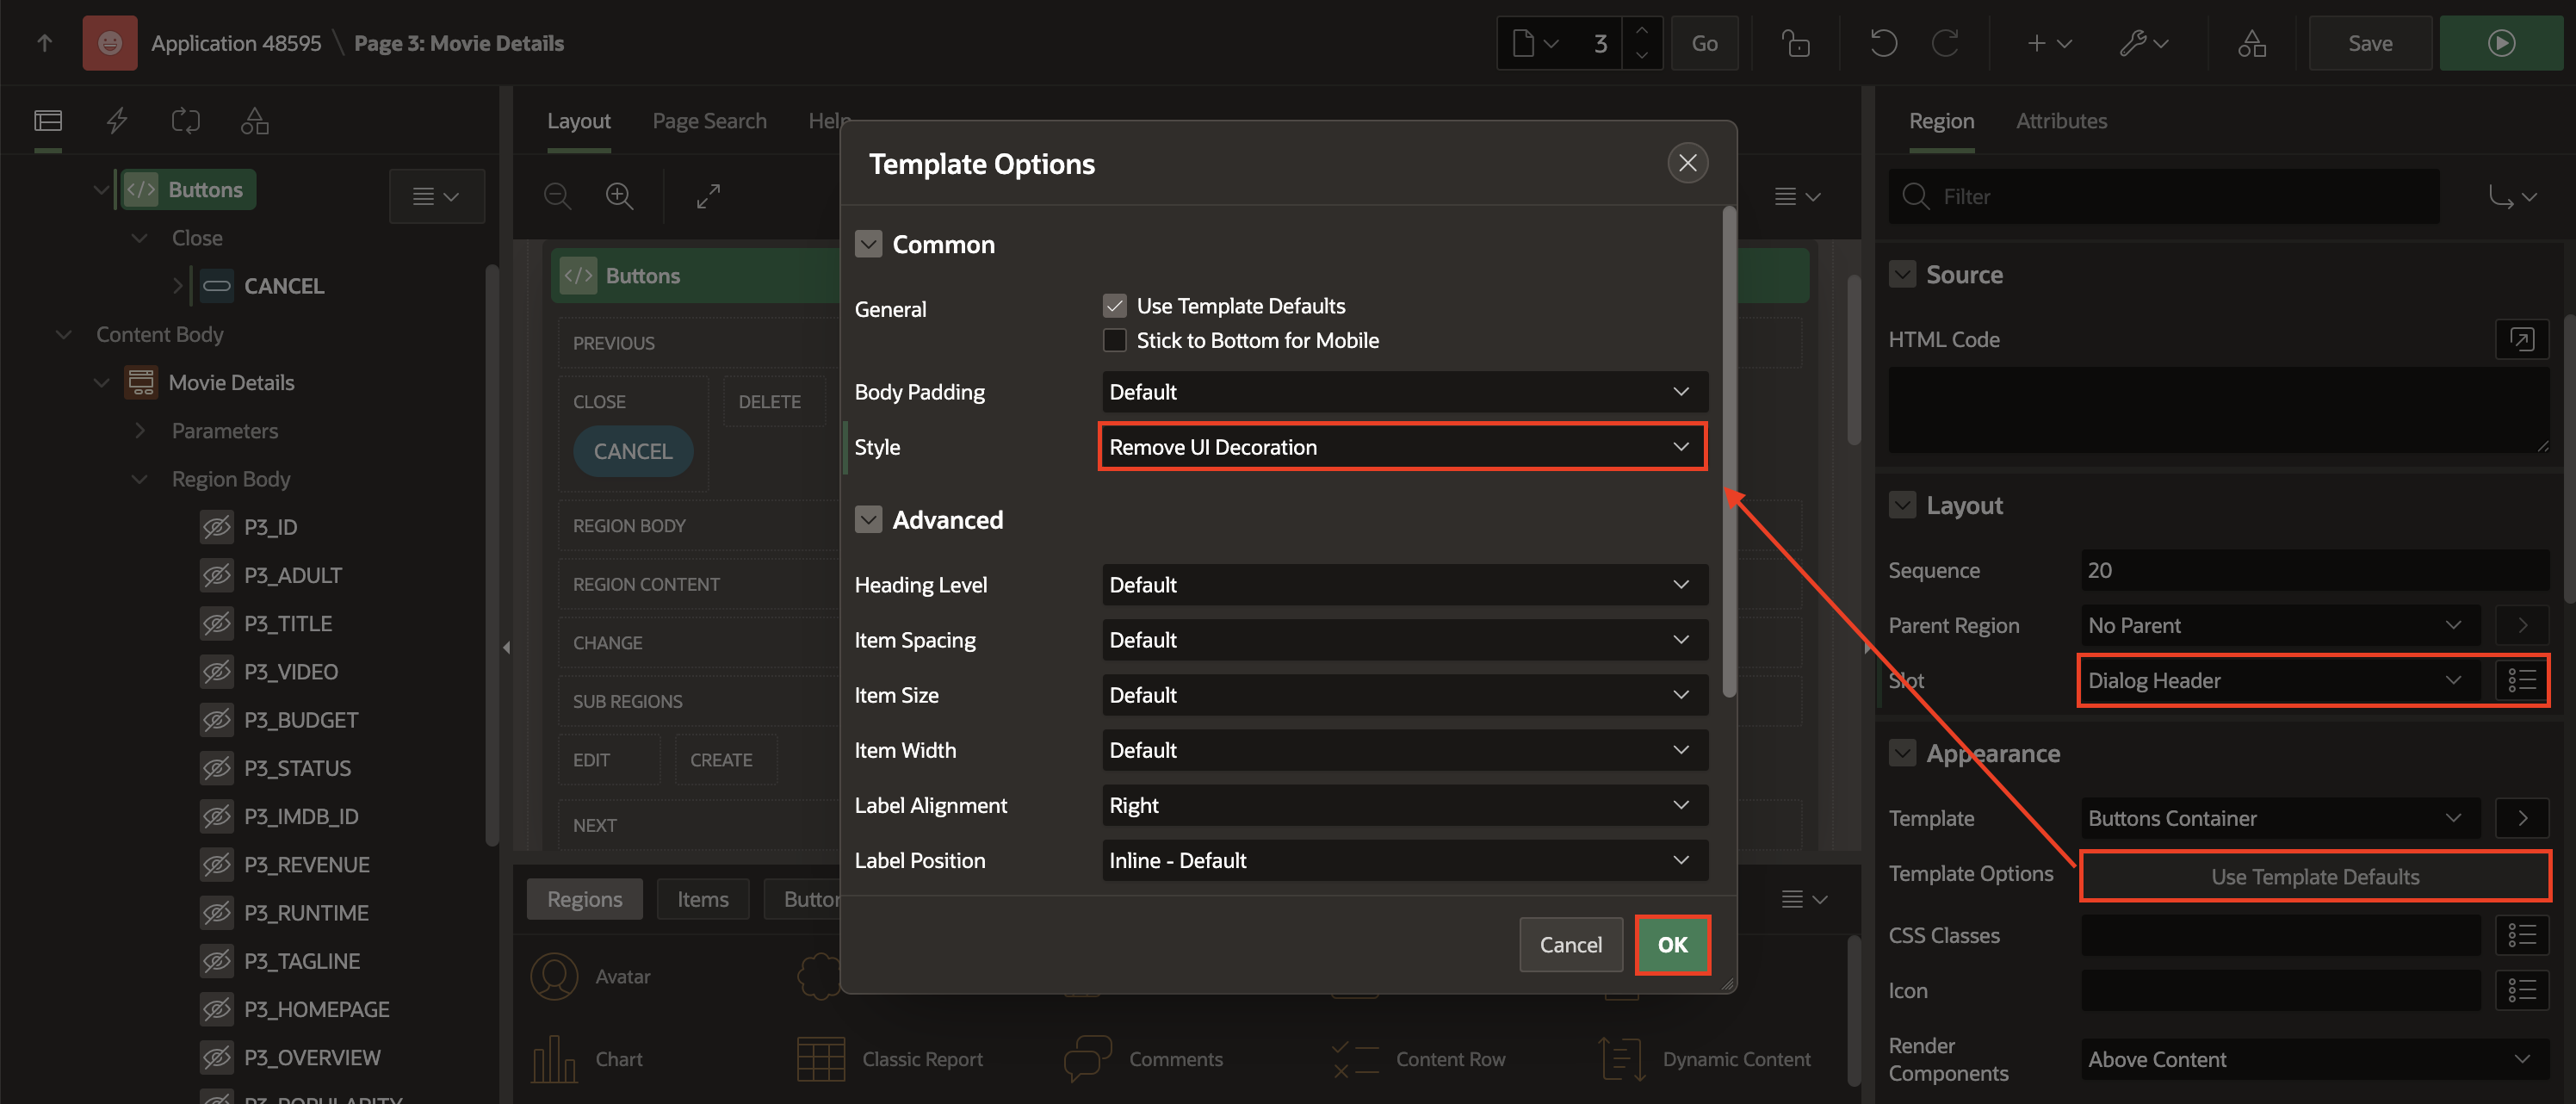 Application 48595 \ Page 3: Movie Details
3
Go
Save
Buttons
Close
CANCEL
Content Body
Movie Details
Parameters
Region Body
P3_ID
P3_ADULT
P3_TITLE
P3_VIDEO
P3_BUDGET
P3_STATUS
P3_IMDB_ID
P3_REVENUE
P3_RUNTIME
P3_TAGLINE
P3_HOMEPAGE
P3_OVERVIEW
P3_POPULARITY
Layout Page Search Help
Buttons
PREVIOUS
CLOSE DELETE
CANCEL
REGION BODY
REGION CONTENT
CHANGE
SUB REGIONS
EDIT CREATE
NEXT
Regions Items Button
Avatar
Chart Classic Report Comments Content Row Dynamic Content
Template Options
Common
General
Use Template Defaults
Stick to Bottom for Mobile
Body Padding Default
Style Remove UI Decoration
Advanced
Heading Level Default
Item Spacing Default
Item Size Default
Item Width Default
Label Alignment Right
Label Position Inline - Default
Cancel OK
Region Attributes
Filter
Source
HTML Code
Layout
Sequence 20
Parent Region No Parent
Slot Dialog Header
Appearance
Template Buttons Container
Template Options Use Template Defaults
CSS Classes
Icon
Render
Components
Above Content